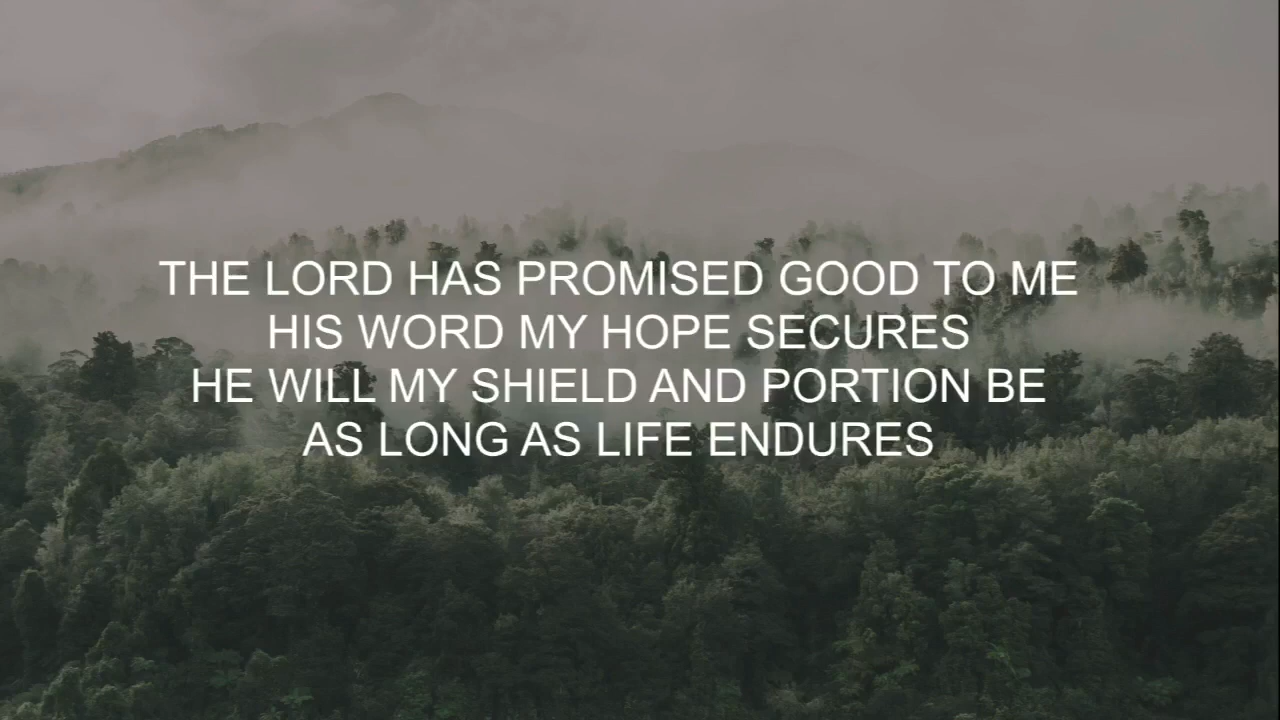 THE LORD HAS PROMISED GOOD TO ME
HIS WORD MY HOPE SECURES
HE WILL MY SHIELD AND PORTION BE
AS LONG AS LIFE ENDURES